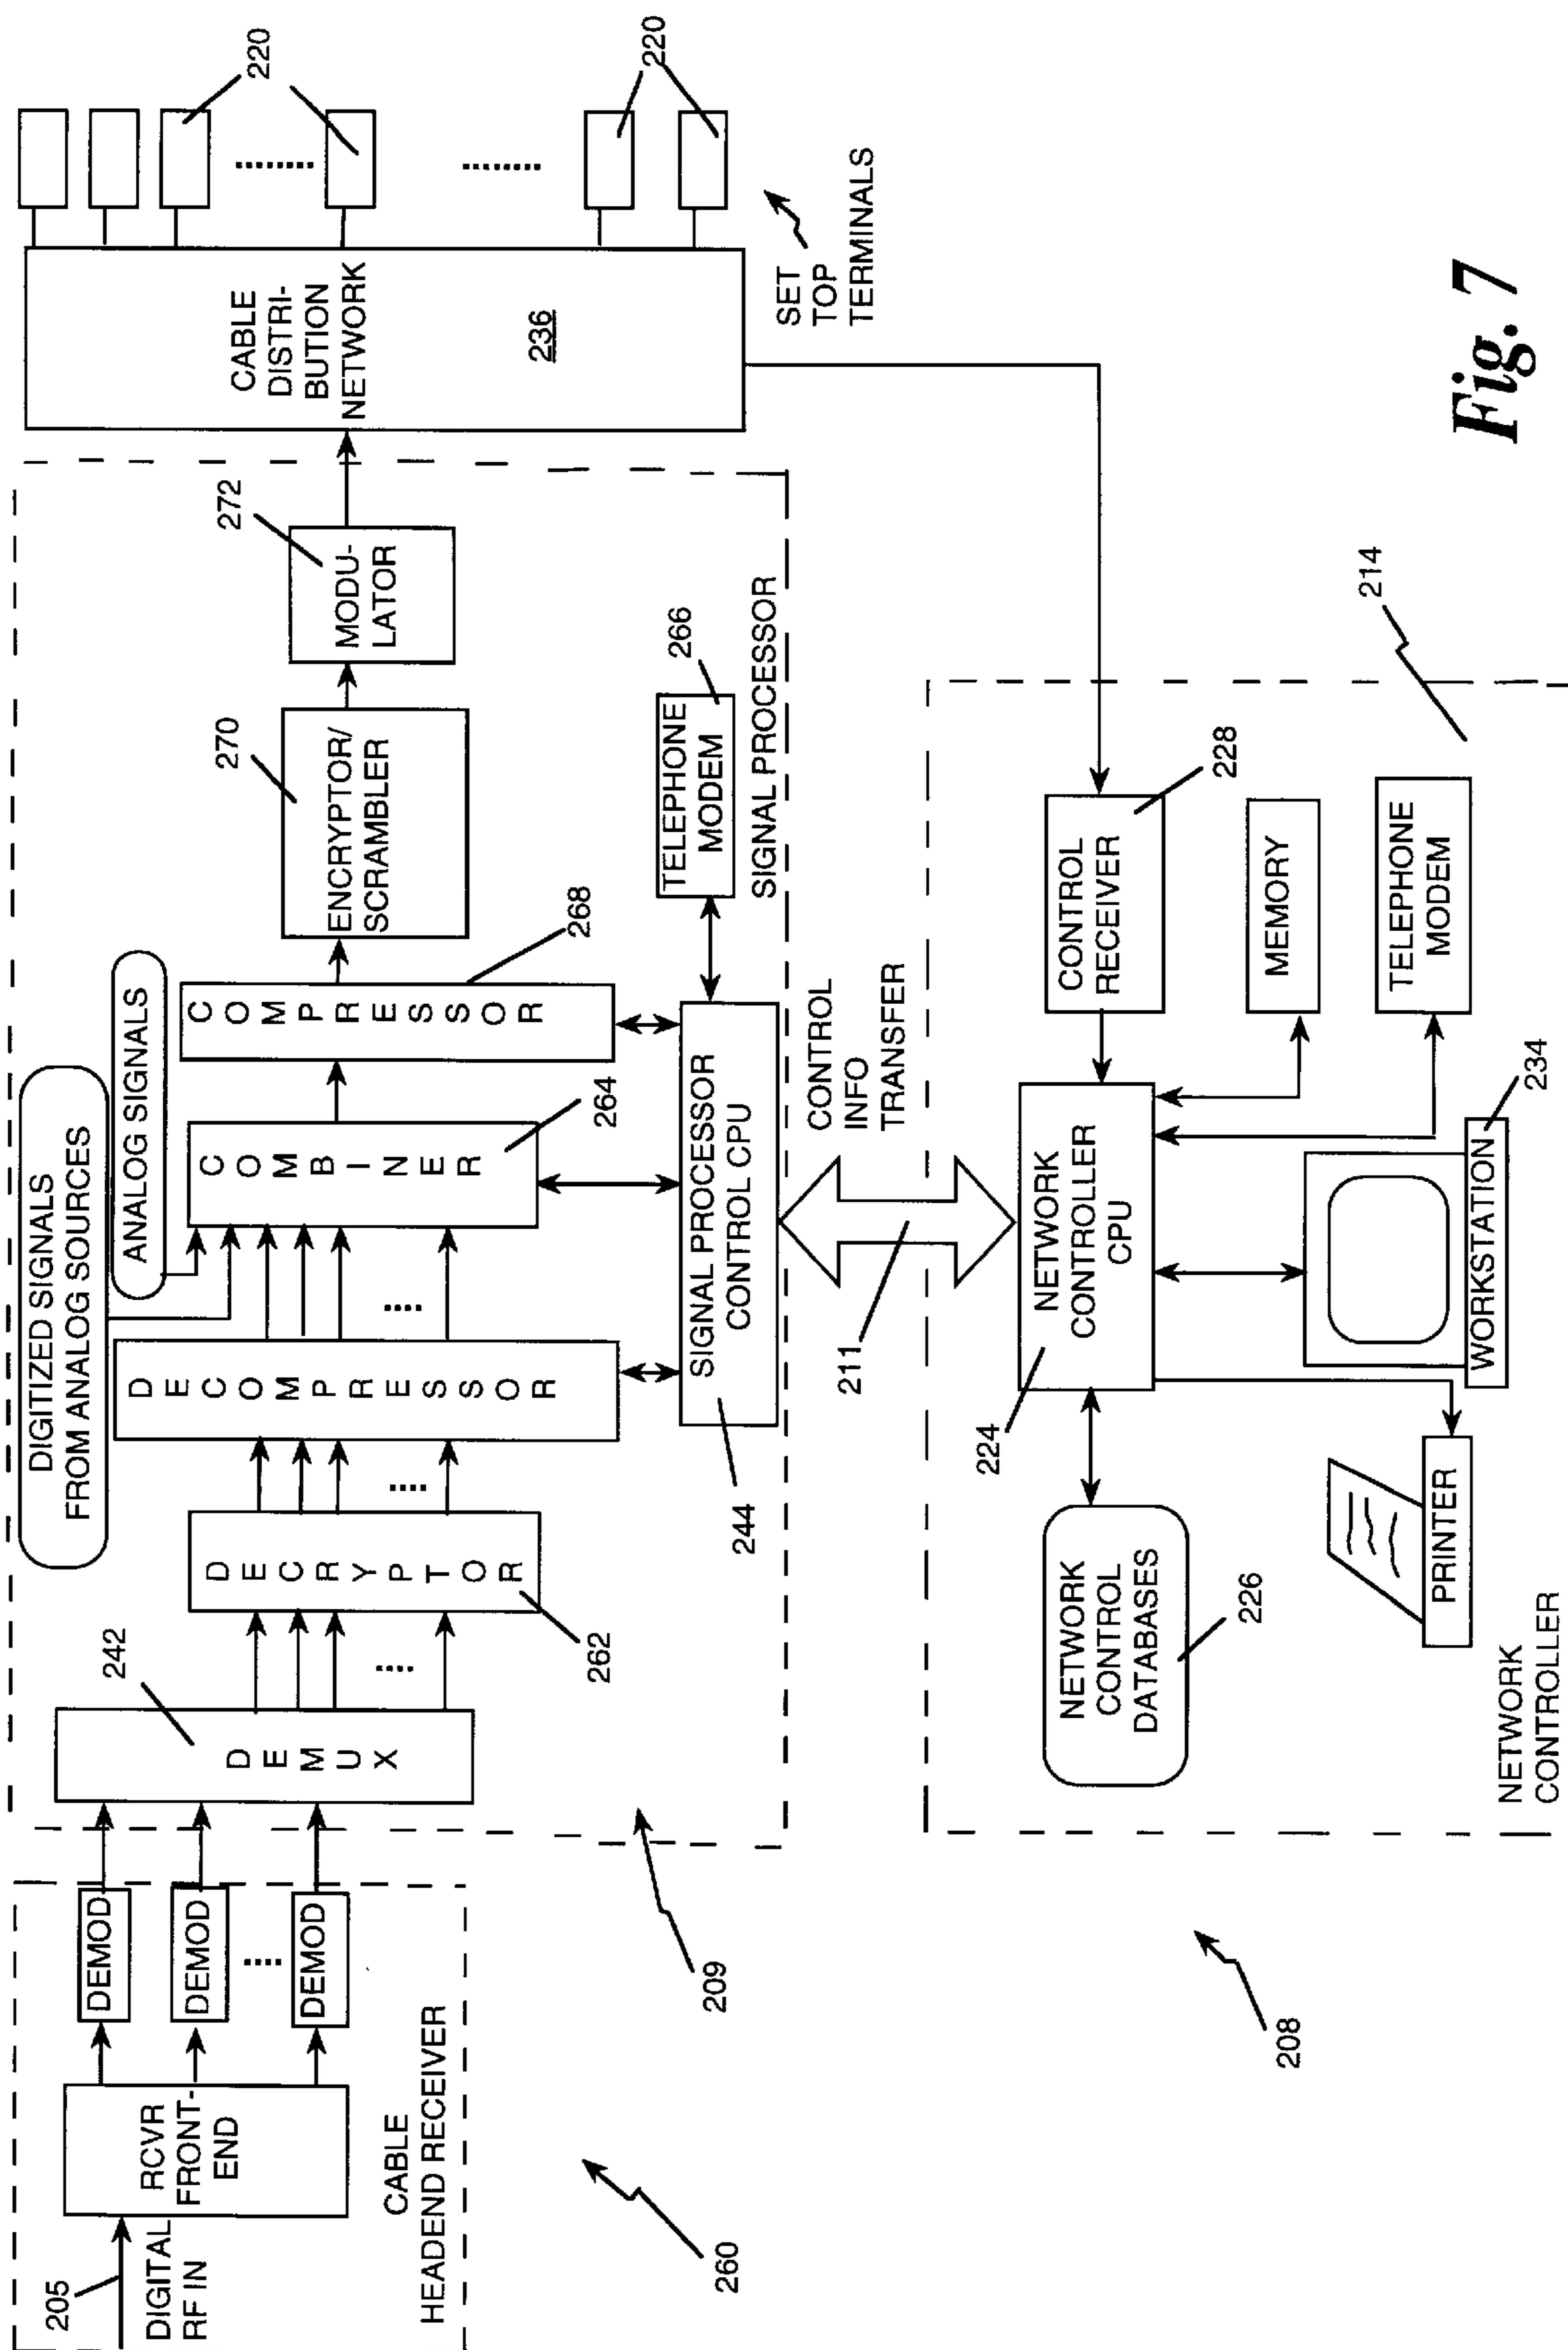 205
DIGITAL
RF IN
RCVR
FRONT-
END
DEMOD
DEMOD
DEMOD
CABLE
HEADEND RECEIVER
260
242
DEMUX
DECRYPTOR
262
DECOMPRESSOR
DIGITIZED SIGNALS
FROM ANALOG SOURCES
ANALOG SIGNALS
COMBINER
264
COMPRESSOR
268
270
ENCRYPTOR/
SCRAMBLER
272
MODU-
LATOR
SIGNAL PROCESSOR
CONTROL CPU
244
TELEPHONE
MODEM
266
SIGNAL PROCESSOR
209
CABLE
DISTRI-
BUTION
NETWORK
236
220
220
SET
TOP
TERMINALS
CONTROL
INFO
TRANSFER
211
208
NETWORK
CONTROL
DATABASES
226
224
NETWORK
CONTROLLER
CPU
CONTROL
RECEIVER
228
MEMORY
TELEPHONE
MODEM
214
PRINTER
WORKSTATION
234
NETWORK
CONTROLLER
Fig. 7